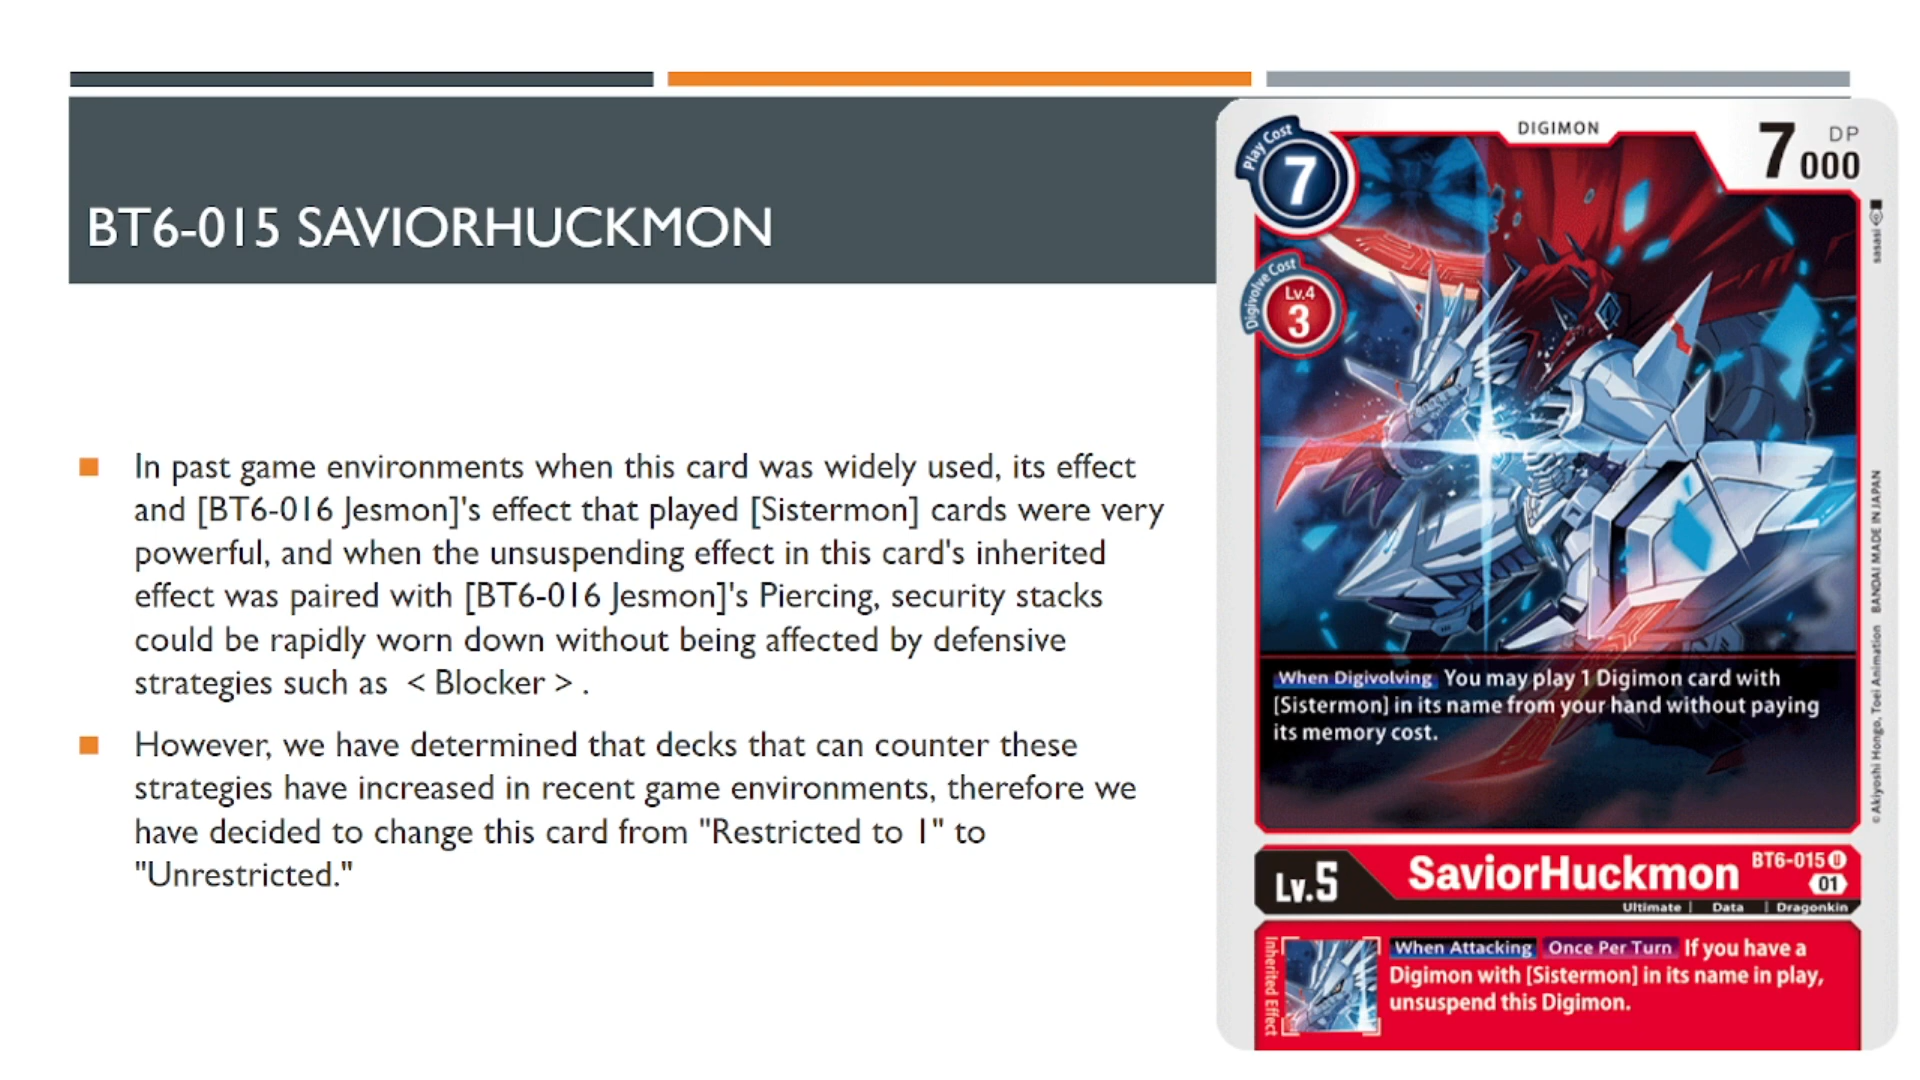 BT6-015 SAVIORHUCKMON
In past game environments when this card was widely used, its effect
and [BT6-016 Jesmon]'s effect that played [Sistermon] cards were very
powerful, and when the unsuspending effect in this card's inherited
effect was paired with [BT6-016 Jesmon]'s Piercing, security stacks
could be rapidly worn down without being affected by defensive
strategies such as < Blocker > .
However, we have determined that decks that can counter these
strategies have increased in recent game environments, therefore we
have decided to change this card from "Restricted to 1" to
"Unrestricted."
DIGIMON
Play Cost
7
7000 DP
Digivolve Cost
Lv.4
3
sasasi
When Digivolving You may play 1 Digimon card with
[Sistermon] in its name from your hand without paying
its memory cost.
© Akiyoshi Hongo, Toei Animation BANDAI MADE IN JAPAN
Lv.5
SaviorHuckmon
BT6-015 U
01
Ultimate | Data | Dragonkin
Inherited Effect
When Attacking Once Per Turn If you have a
Digimon with [Sistermon] in its name in play,
unsuspend this Digimon.